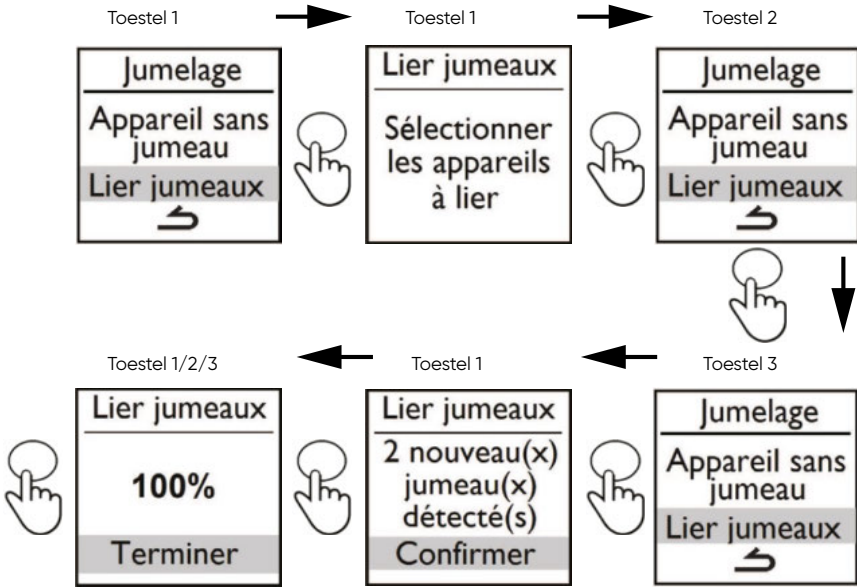 Toestel 1
Jumelage
Appareil sans
jumeau
Lier jumeaux
Toestel 1
Lier jumeaux
Sélectionner
les appareils
à lier
Toestel 2
Jumelage
Appareil sans
jumeau
Lier jumeaux
Toestel 3
Jumelage
Appareil sans
jumeau
Lier jumeaux
Toestel 1
Lier jumeaux
2 nouveau(x)
jumeau(x)
détecté(s)
Confirmer
Toestel 1/2/3
Lier jumeaux
100%
Terminer